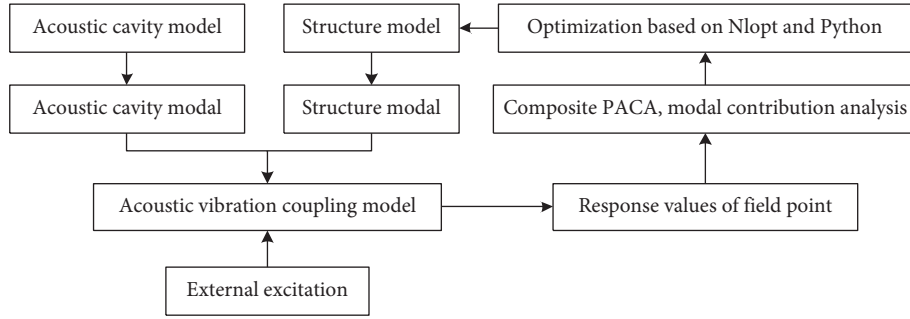 Acoustic cavity model
Structure model
Optimization based on Nlopt and Python
Acoustic cavity modal
Structure modal
Composite PACA, modal contribution analysis
Acoustic vibration coupling model
Response values of field point
External excitation